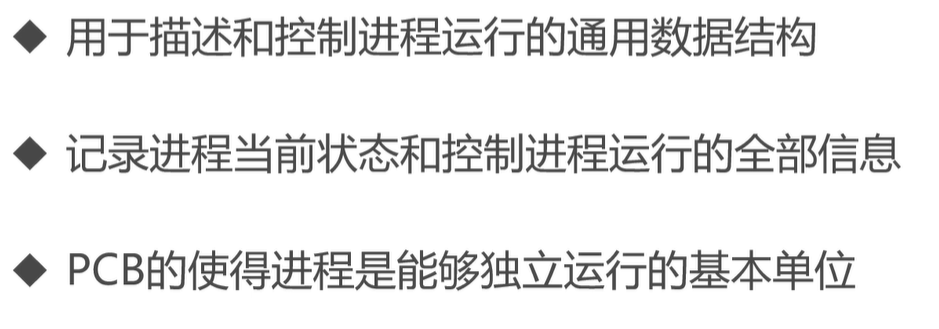 ◆ 用于描述和控制进程运行的通用数据结构
◆ 记录进程当前状态和控制进程运行的全部信息
◆ PCB的使得进程是能够独立运行的基本单位